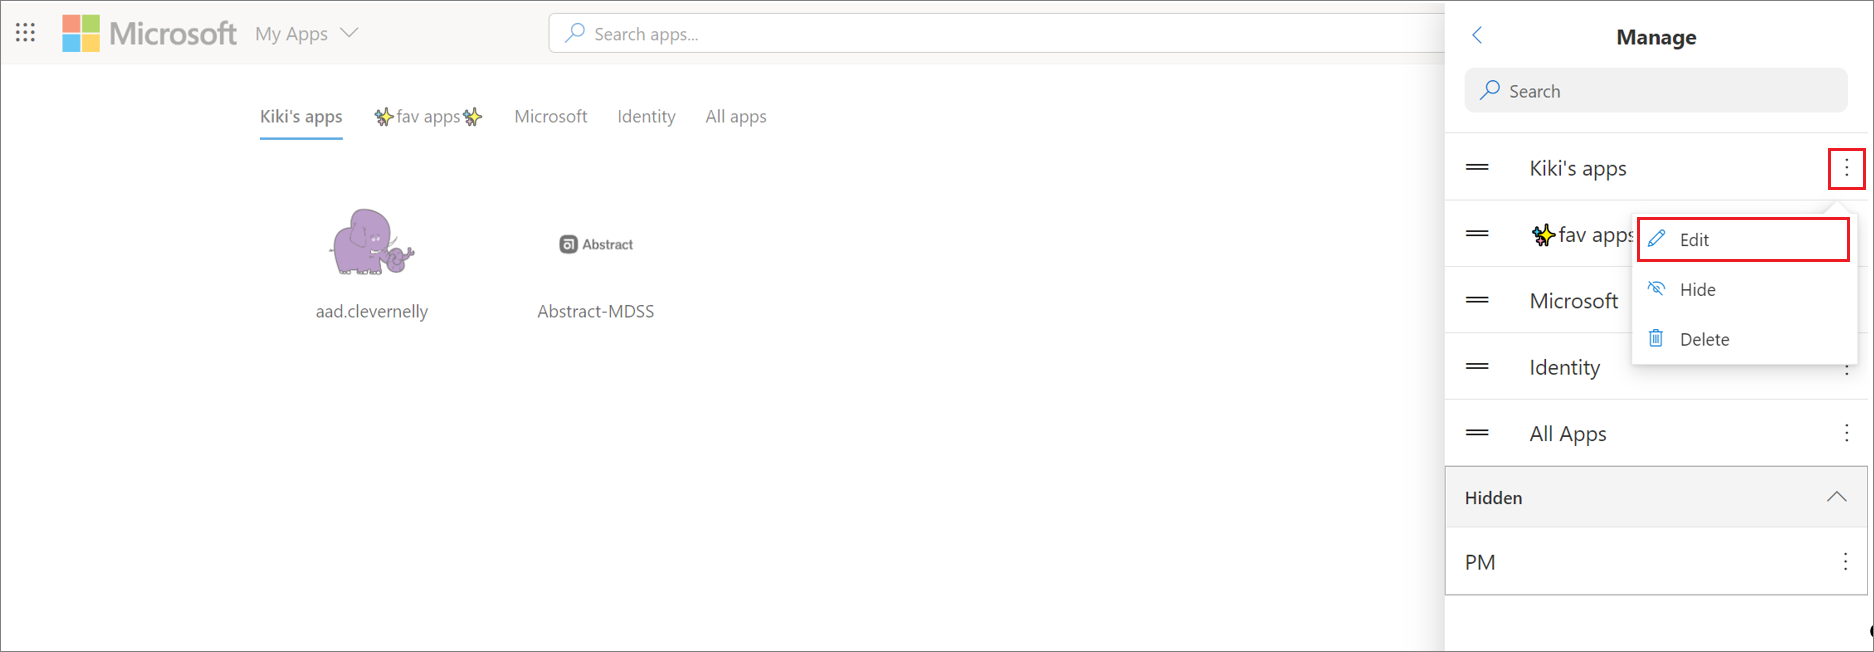 Microsoft My Apps
Search apps...
Kiki's apps ✨fav apps✨ Microsoft Identity All apps
Abstract
aad.clevernelly Abstract-MDSS
Manage
Search
Kiki's apps
✨fav apps
Edit
Hide
Microsoft
Delete
Identity
All Apps
Hidden
PM